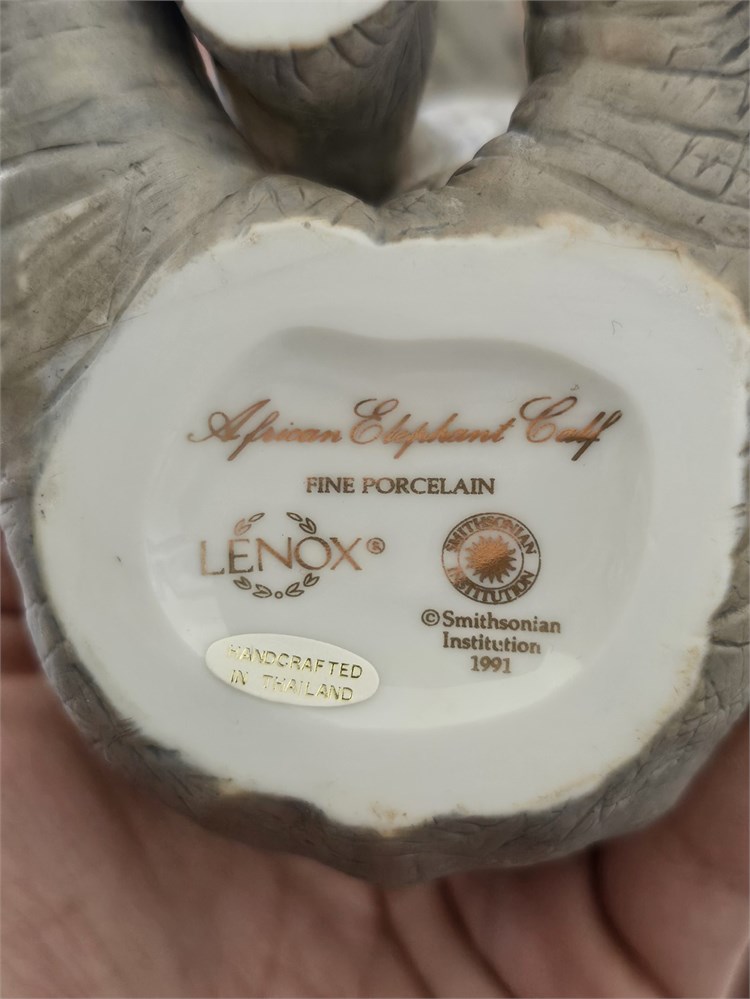 African Elephant Calf
FINE PORCELAIN
LENOX®
SMITHSONIAN
INSTITUTION
© Smithsonian
Institution
1991
HANDCRAFTED
IN THAILAND